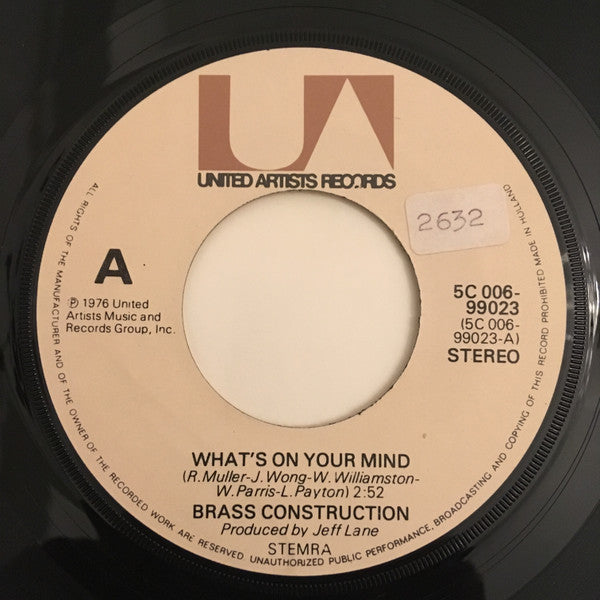 UA
UNITED ARTISTS RECORDS
2632
A
℗ 1976 United
Artists Music and
Records Group, Inc.
5C 006-
99023
(5C 006-
99023-A)
STEREO
WHAT'S ON YOUR MIND
(R. Muller-J. Wong-W. Williamston-
W. Parris-L. Payton) 2:52
BRASS CONSTRUCTION
Produced by Jeff Lane
STEMRA
ALL RIGHTS OF THE MANUFACTURER AND OF THE OWNER OF THE RECORDED WORK ARE RESERVED UNAUTHORIZED PUBLIC PERFORMANCE, BROADCASTING AND COPYING OF THIS RECORD PROHIBITED MADE IN HOLLAND